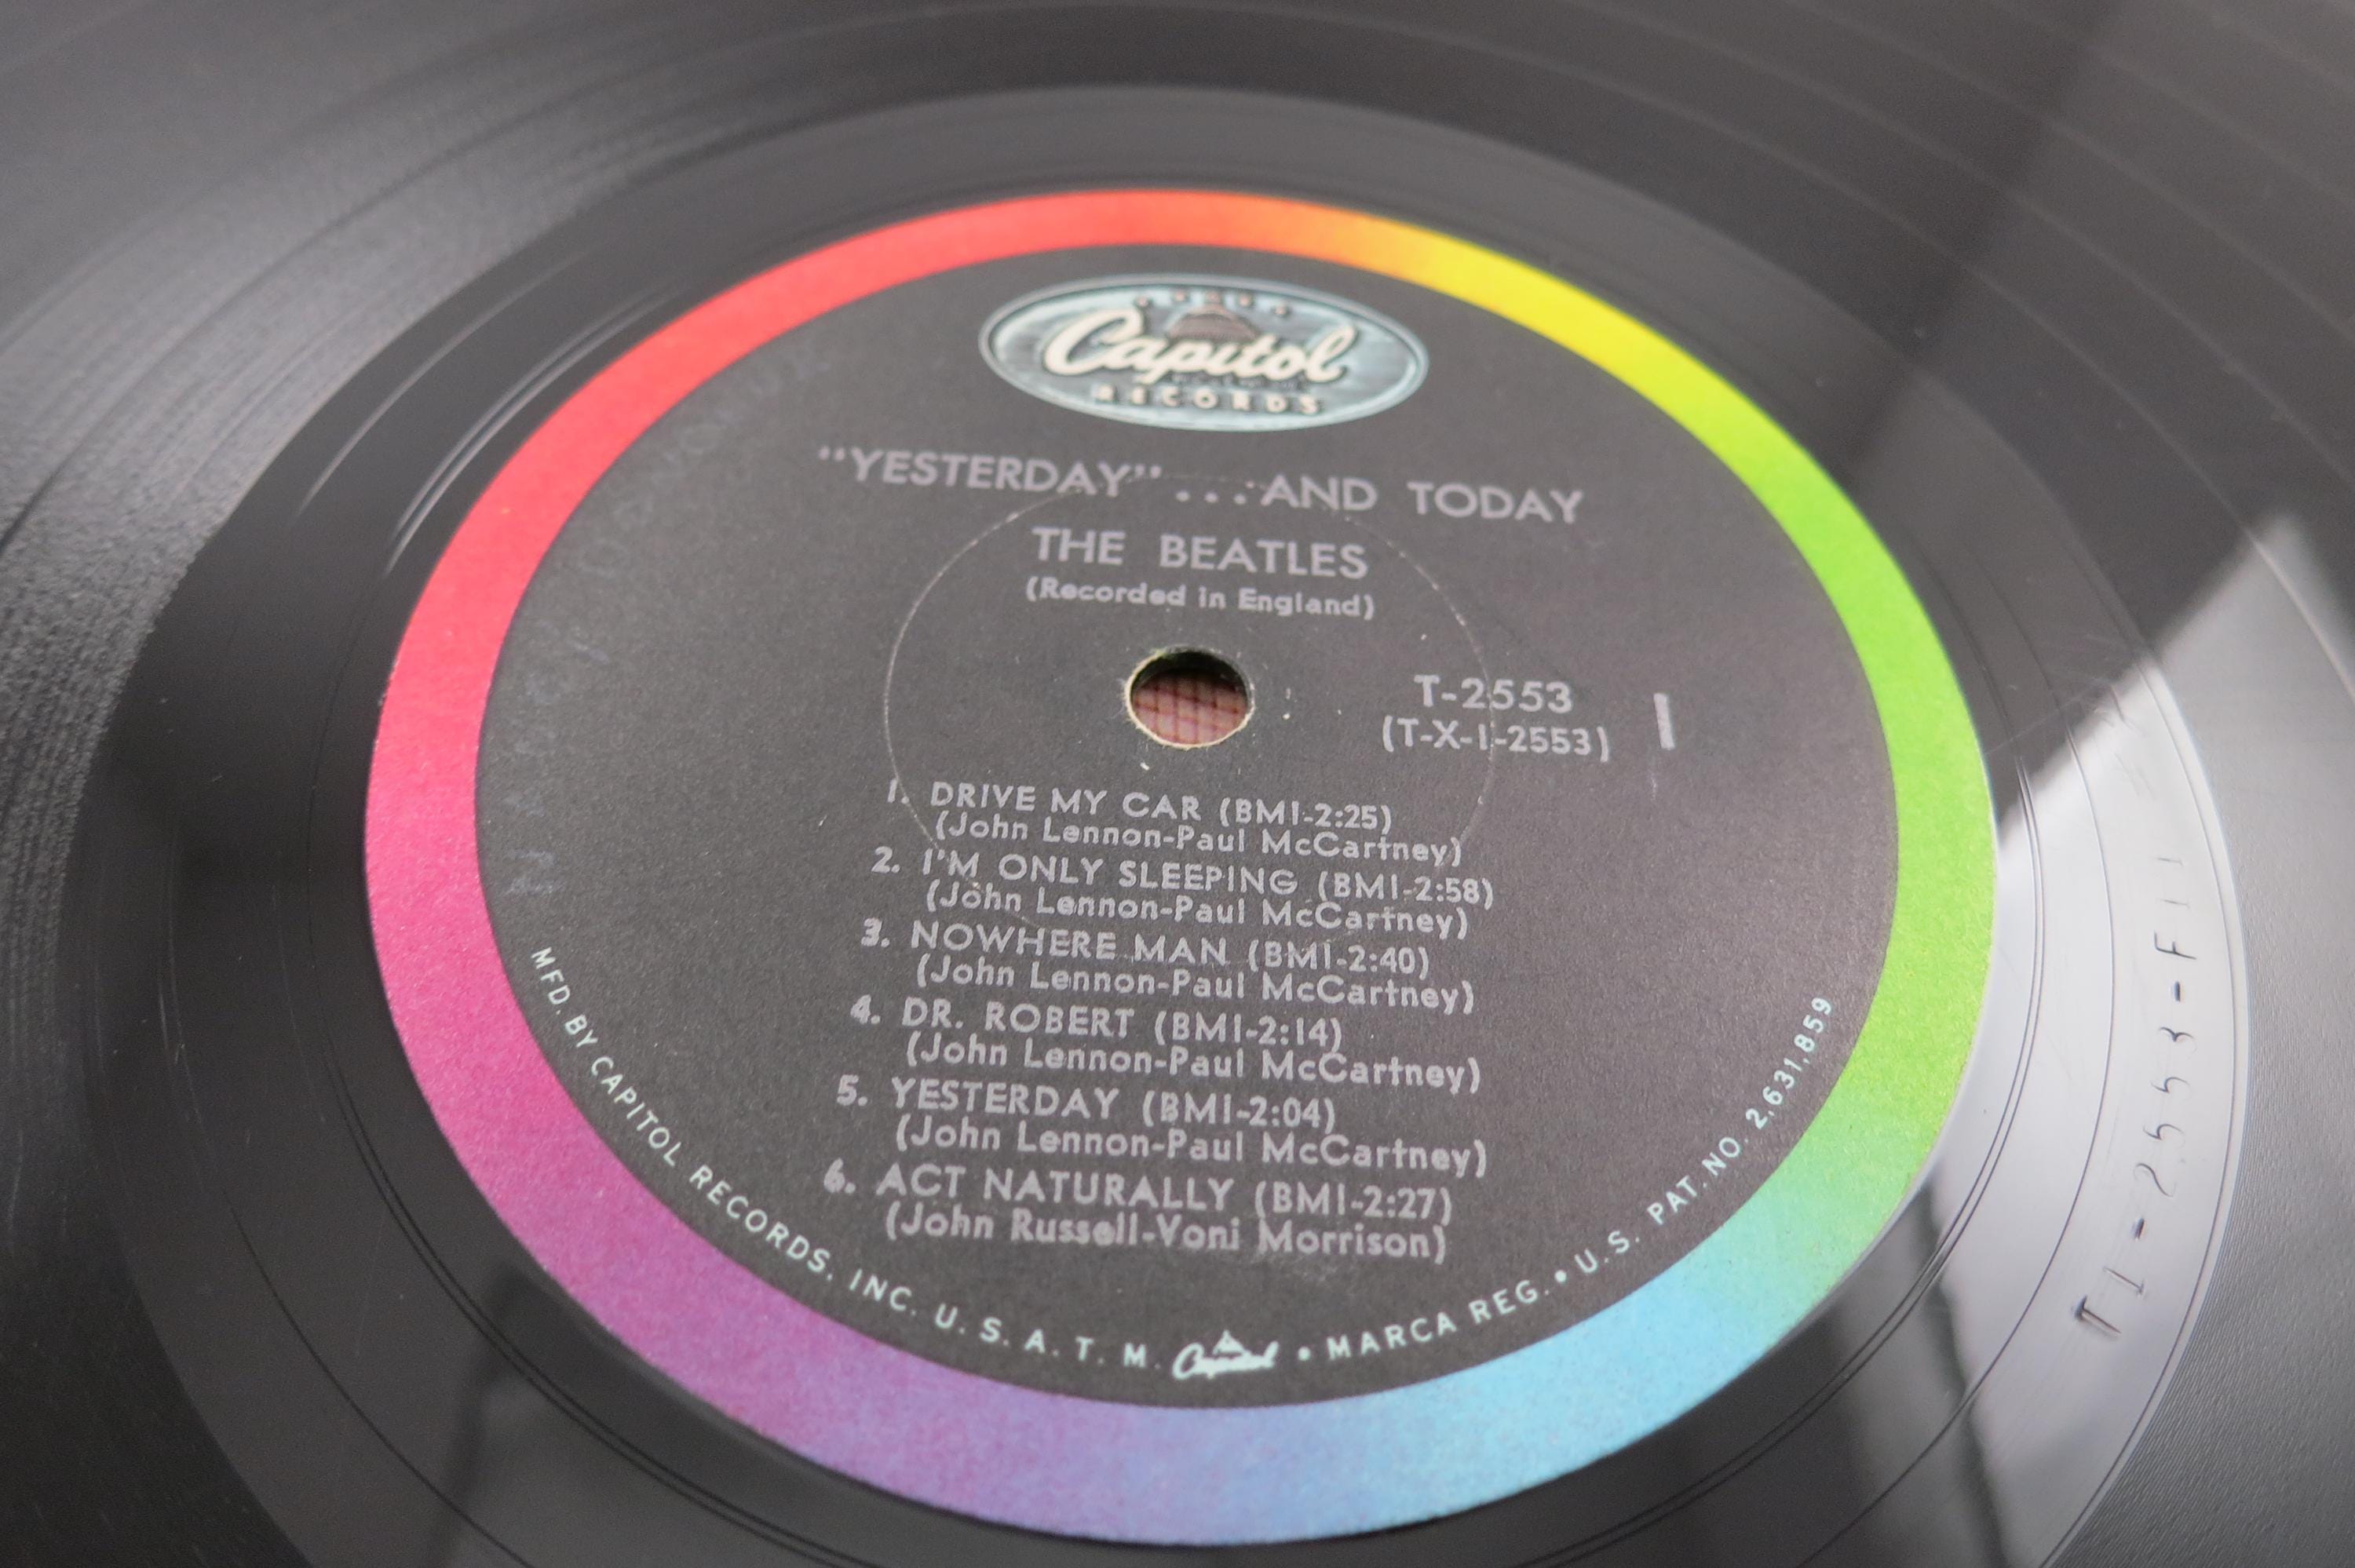 Capitol
RECORDS
"YESTERDAY" ...AND TODAY
THE BEATLES
(Recorded in England)
T-2553
(T-X-1-2553)
1
1. DRIVE MY CAR (BMI-2:25)
(John Lennon-Paul McCartney)
2. I'M ONLY SLEEPING (BMI-2:58)
(John Lennon-Paul McCartney)
3. NOWHERE MAN (BMI-2:40)
(John Lennon-Paul McCartney)
4. DR. ROBERT (BMI-2:14)
(John Lennon-Paul McCartney)
5. YESTERDAY (BMI-2:04)
(John Lennon-Paul McCartney)
6. ACT NATURALLY (BMI-2:27)
(John Russell-Voni Morrison)
MFD. BY CAPITOL RECORDS, INC. U.S.A. T.M. Capitol • MARCA REG. • U.S. PAT. NO. 2,631,859
T1-2553-F11